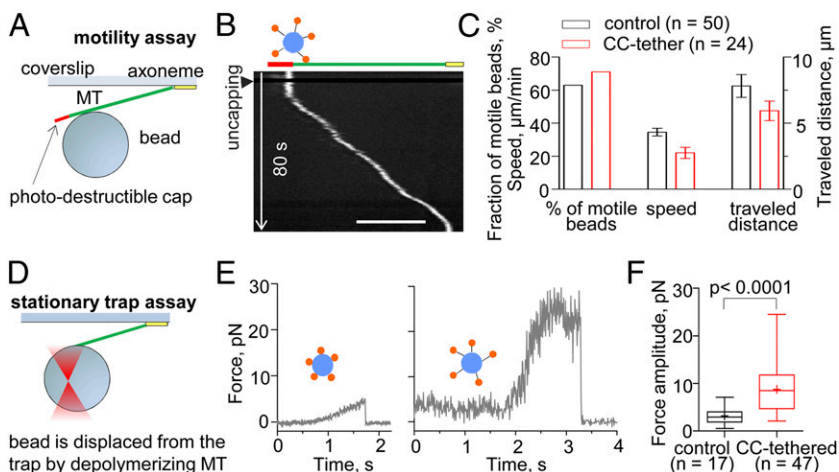 A
motility assay
coverslip axoneme
MT
bead
photo-destructible cap
B
uncapping
80 s
C
control (n = 50)
CC-tether (n = 24)
Fraction of motile beads, %
Speed, µm/min
80
60
40
20
0
10
5
0
Traveled distance, µm
% of motile beads
speed
traveled distance
D
stationary trap assay
bead is displaced from the
trap by depolymerizing MT
E
Force, pN
30
20
10
0
0 1 2
Time, s
0 1 2 3 4
Time, s
F
p< 0.0001
Force amplitude, pN
30
20
10
0
control CC-tethered
(n = 17) (n = 47)